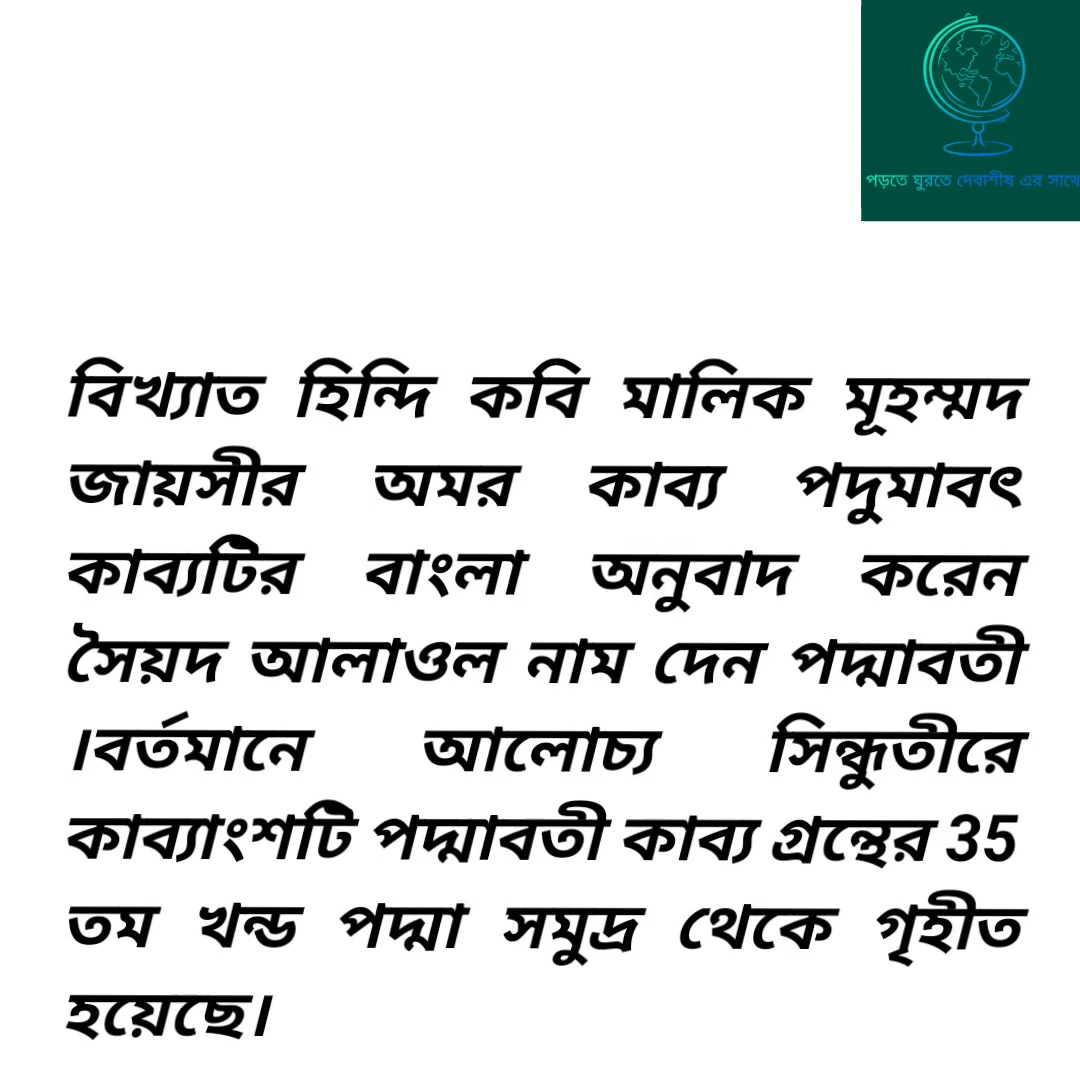 পড়তে ঘুরতে দেবাশীষ এর সাথে
বিখ্যাত হিন্দি কবি মালিক মূহম্মদ
জায়সীর অমর কাব্য পদুমাবৎ
কাব্যটির বাংলা অনুবাদ করেন
সৈয়দ আলাওল নাম দেন পদ্মাবতী
।বর্তমানে আলোচ্য সিন্ধুতীরে
কাব্যাংশটি পদ্মাবতী কাব্য গ্রন্থের 35
তম খন্ড পদ্মা সমুদ্র থেকে গৃহীত
হয়েছে।